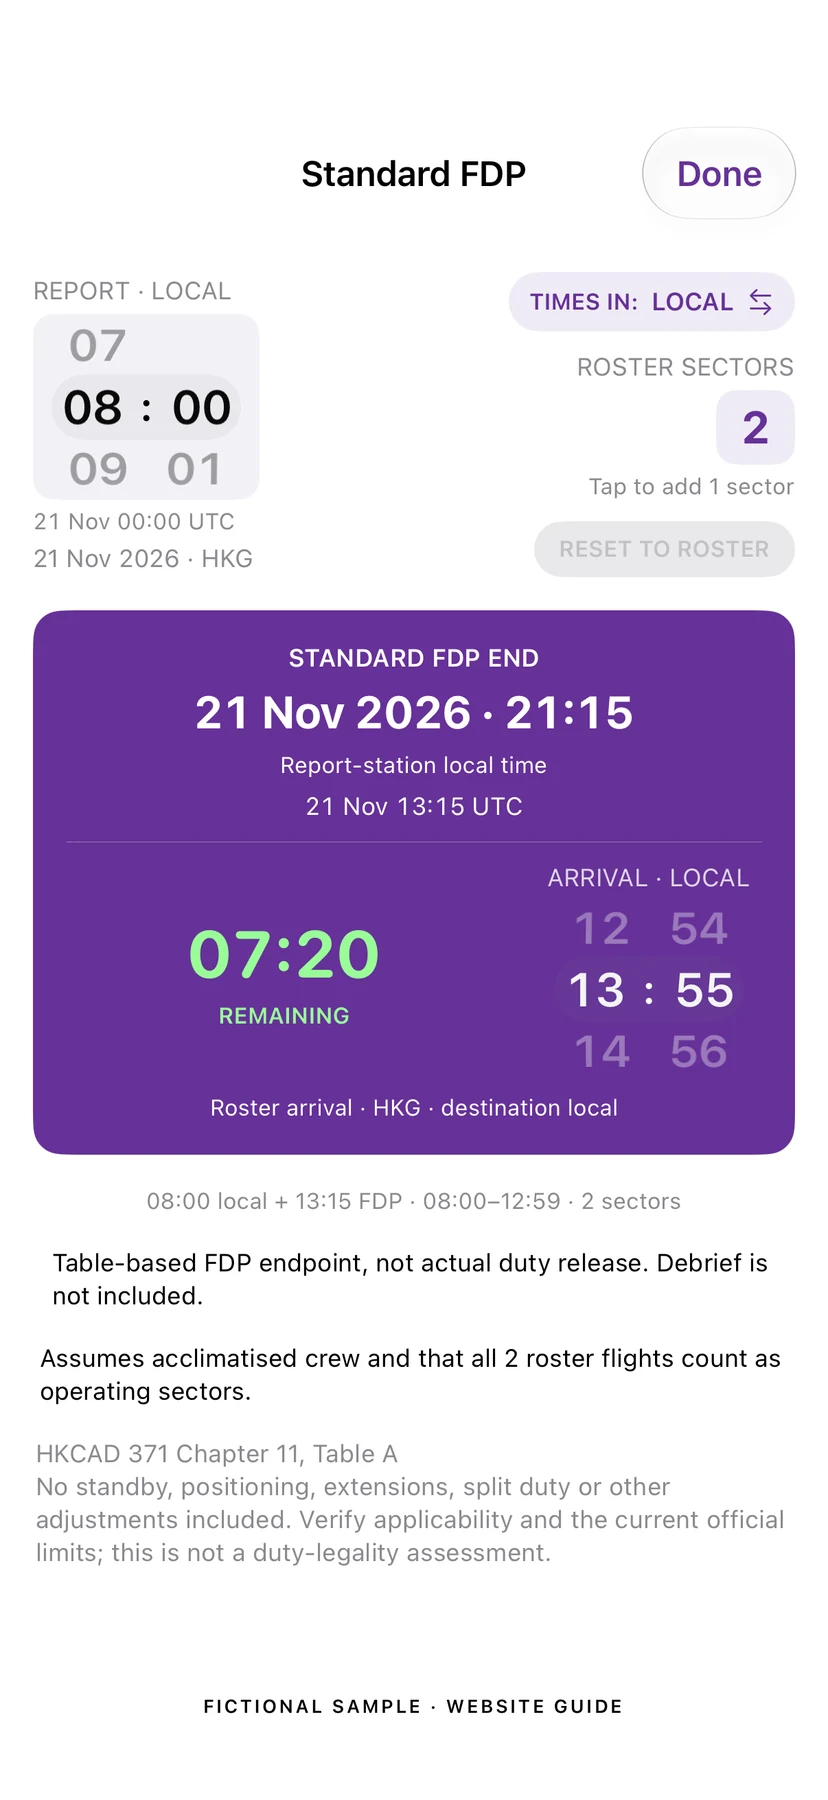 Standard FDP
Done
REPORT · LOCAL
07
08 : 00
09 01
21 Nov 00:00 UTC
21 Nov 2026 · HKG
TIMES IN: LOCAL
ROSTER SECTORS
2
Tap to add 1 sector
RESET TO ROSTER
STANDARD FDP END
21 Nov 2026 · 21:15
Report-station local time
21 Nov 13:15 UTC
07:20
REMAINING
ARRIVAL · LOCAL
12 54
13 : 55
14 56
Roster arrival · HKG · destination local
08:00 local + 13:15 FDP · 08:00–12:59 · 2 sectors
Table-based FDP endpoint, not actual duty release. Debrief is
not included.
Assumes acclimatised crew and that all 2 roster flights count as
operating sectors.
HKCAD 371 Chapter 11, Table A
No standby, positioning, extensions, split duty or other
adjustments included. Verify applicability and the current official
limits; this is not a duty-legality assessment.
FICTIONAL SAMPLE · WEBSITE GUIDE